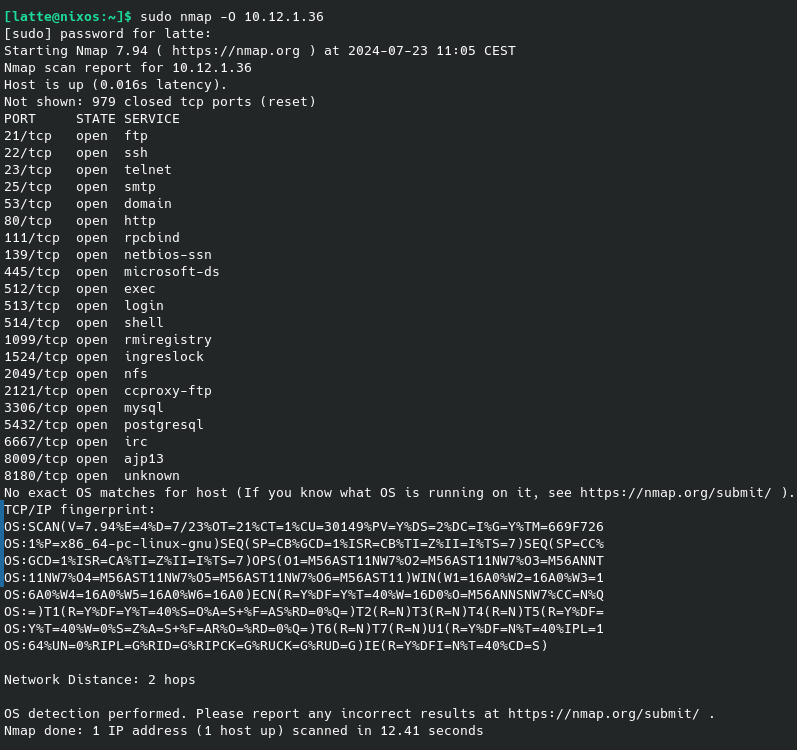 [latte@nixos:~]$ sudo nmap -O 10.12.1.36
[sudo] password for latte:
Starting Nmap 7.94 ( https://nmap.org ) at 2024-07-23 11:05 CEST
Nmap scan report for 10.12.1.36
Host is up (0.016s latency).
Not shown: 979 closed tcp ports (reset)
PORT     STATE SERVICE
21/tcp   open  ftp
22/tcp   open  ssh
23/tcp   open  telnet
25/tcp   open  smtp
53/tcp   open  domain
80/tcp   open  http
111/tcp  open  rpcbind
139/tcp  open  netbios-ssn
445/tcp  open  microsoft-ds
512/tcp  open  exec
513/tcp  open  login
514/tcp  open  shell
1099/tcp open  rmiregistry
1524/tcp open  ingreslock
2049/tcp open  nfs
2121/tcp open  ccproxy-ftp
3306/tcp open  mysql
5432/tcp open  postgresql
6667/tcp open  irc
8009/tcp open  ajp13
8180/tcp open  unknown
No exact OS matches for host (If you know what OS is running on it, see https://nmap.org/submit/ ).
TCP/IP fingerprint:
OS:SCAN(V=7.94%E=4%D=7/23%OT=21%CT=1%CU=30149%PV=Y%DS=2%DC=I%G=Y%TM=669F726
OS:1%P=x86_64-pc-linux-gnu)SEQ(SP=CB%GCD=1%ISR=CB%TI=Z%II=I%TS=7)SEQ(SP=CC%
OS:GCD=1%ISR=CA%TI=Z%II=I%TS=7)OPS(O1=M56AST11NW7%O2=M56AST11NW7%O3=M56ANNT
OS:11NW7%O4=M56AST11NW7%O5=M56AST11NW7%O6=M56AST11)WIN(W1=16A0%W2=16A0%W3=1
OS:6A0%W4=16A0%W5=16A0%W6=16A0)ECN(R=Y%DF=Y%T=40%W=16D0%O=M56ANNSNW7%CC=N%Q
OS:=)T1(R=Y%DF=Y%T=40%S=O%A=S+%F=AS%RD=0%Q=)T2(R=N)T3(R=N)T4(R=N)T5(R=Y%DF=
OS:Y%T=40%W=0%S=Z%A=S+%F=AR%O=%RD=0%Q=)T6(R=N)T7(R=N)U1(R=Y%DF=N%T=40%IPL=1
OS:64%UN=0%RIPL=G%RID=G%RIPCK=G%RUCK=G%RUD=G)IE(R=Y%DFI=N%T=40%CD=S)
Network Distance: 2 hops
OS detection performed. Please report any incorrect results at https://nmap.org/submit/ .
Nmap done: 1 IP address (1 host up) scanned in 12.41 seconds